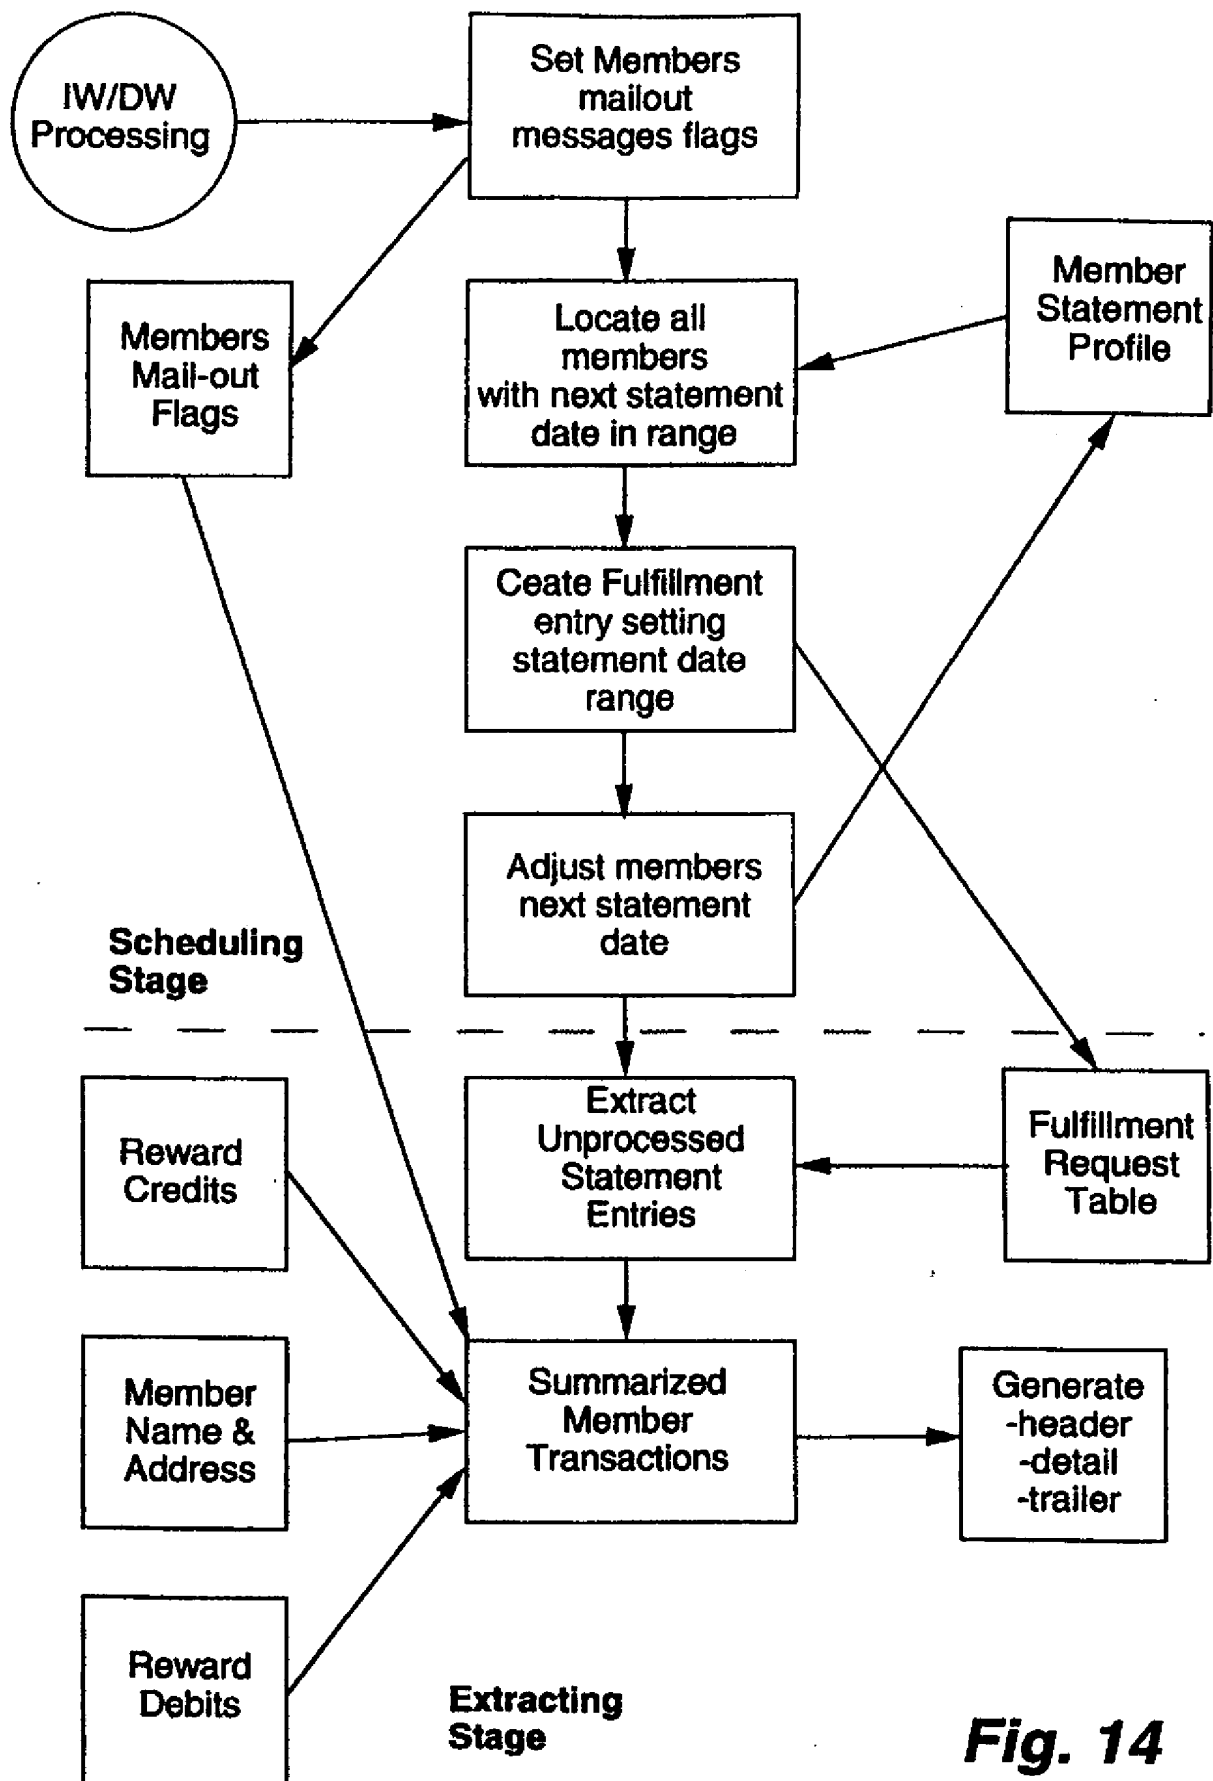 IW/DW
Processing
Set Members
mailout
messages flags
Members
Mail-out
Flags
Locate all
members
with next statement
date in range
Member
Statement
Profile
Ceate Fulfillment
entry setting
statement date
range
Adjust members
next statement
date
Scheduling
Stage
Reward
Credits
Extract
Unprocessed
Statement
Entries
Fulfillment
Request
Table
Member
Name &
Address
Summarized
Member
Transactions
Generate
-header
-detail
-trailer
Reward
Debits
Extracting
Stage
Fig. 14